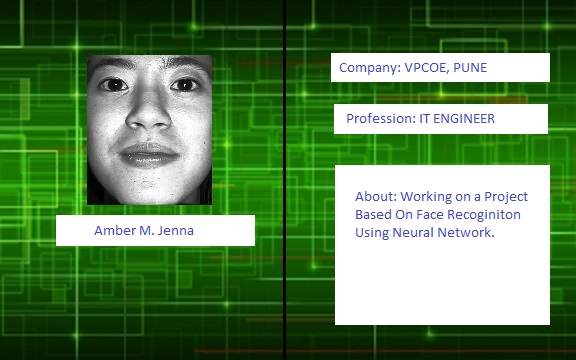 Amber M. Jenna
Company: VPCOE, PUNE
Profession: IT ENGINEER
About: Working on a Project
Based On Face Recoginiton
Using Neural Network.